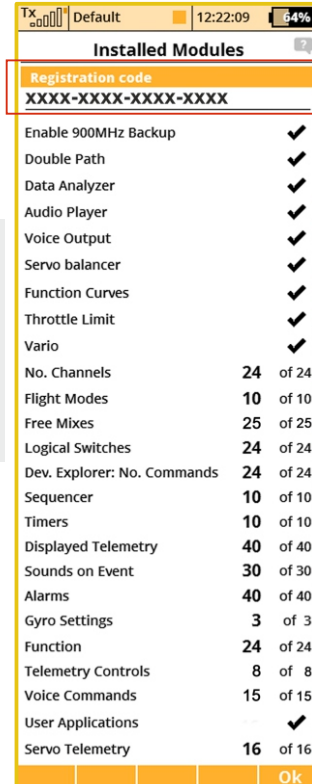 Tx Default 12:22:09 64%
Installed Modules ?
Registration code
XXXX-XXXX-XXXX-XXXX
Enable 900MHz Backup ✔
Double Path ✔
Data Analyzer ✔
Audio Player ✔
Voice Output ✔
Servo balancer ✔
Function Curves ✔
Throttle Limit ✔
Vario ✔
No. Channels 24 of 24
Flight Modes 10 of 10
Free Mixes 25 of 25
Logical Switches 24 of 24
Dev. Explorer: No. Commands 24 of 24
Sequencer 10 of 10
Timers 10 of 10
Displayed Telemetry 40 of 40
Sounds on Event 30 of 30
Alarms 40 of 40
Gyro Settings 3 of 3
Function 24 of 24
Telemetry Controls 8 of 8
Voice Commands 15 of 15
User Applications ✔
Servo Telemetry 16 of 16
Ok